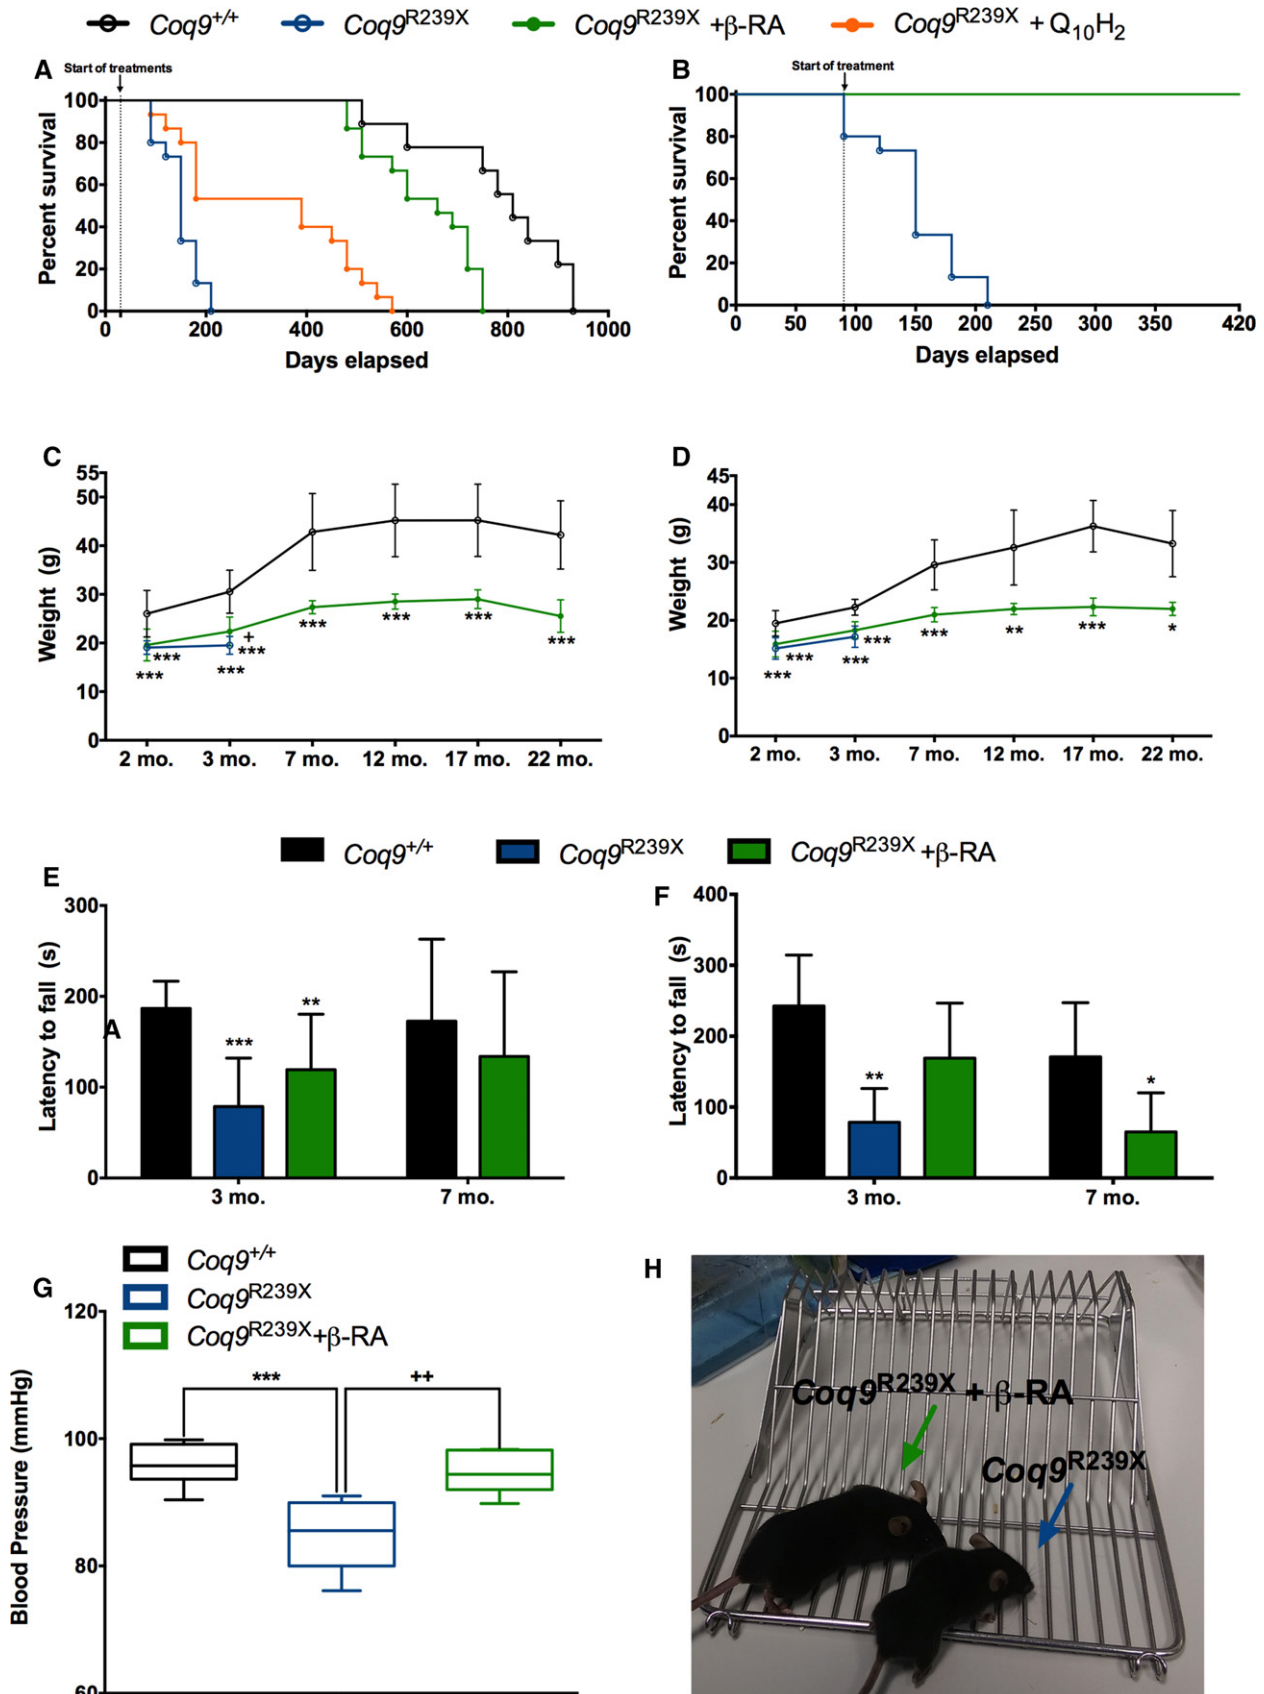 Coq9+/+ Coq9R239X Coq9R239X +β-RA Coq9R239X + Q10H2
A
Start of treatments
Percent survival
100
80
60
40
20
0
0 200 400 600 800 1000
Days elapsed
B
Start of treatment
Percent survival
100
80
60
40
20
0
0 50 100 150 200 250 300 350 420
Days elapsed
C
Weight (g)
55
50
40
30
20
10
0
*** *** + *** *** *** *** *** ***
2 mo. 3 mo. 7 mo. 12 mo. 17 mo. 22 mo.
D
Weight (g)
45
40
30
20
10
0
*** *** *** *** *** ** *** *
2 mo. 3 mo. 7 mo. 12 mo. 17 mo. 22 mo.
Coq9+/+ Coq9R239X Coq9R239X +β-RA
E
Latency to fall (s)
300
200
100
0
A
*** **
3 mo. 7 mo.
F
Latency to fall (s)
400
300
200
100
0
** *
3 mo. 7 mo.
G
Coq9+/+
Coq9R239X
Coq9R239X+β-RA
Blood Pressure (mmHg)
120
100
80
60
*** ++
H
Coq9R239X + β-RA
Coq9R239X